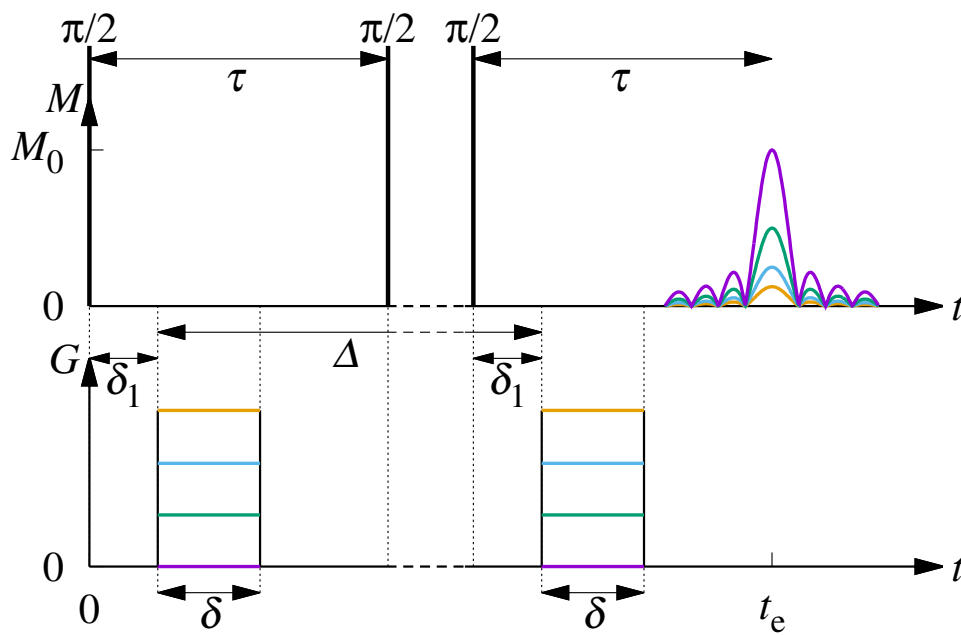 π/2 π/2 π/2
τ τ
M
M₀
0 t
Δ
G δ₁ δ₁
0 t
0 δ δ tₑ